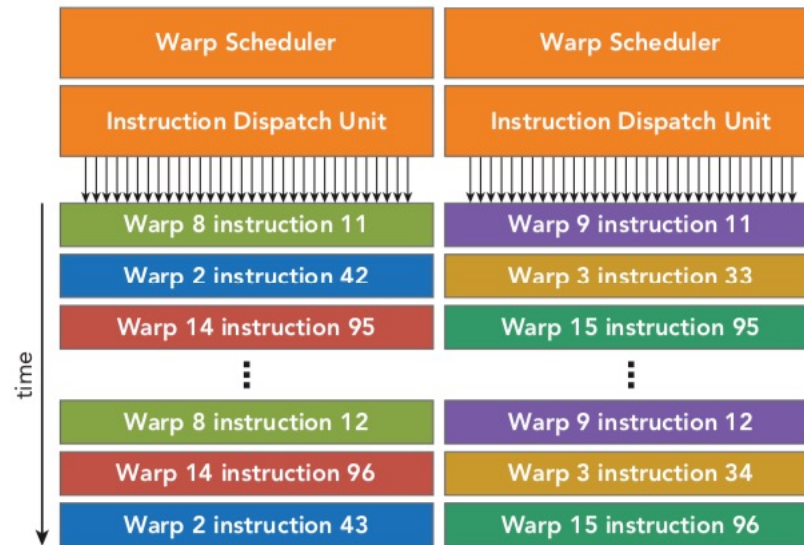 Warp Scheduler
Warp Scheduler
Instruction Dispatch Unit
Instruction Dispatch Unit
time
Warp 8 instruction 11
Warp 9 instruction 11
Warp 2 instruction 42
Warp 3 instruction 33
Warp 14 instruction 95
Warp 15 instruction 95
Warp 8 instruction 12
Warp 9 instruction 12
Warp 14 instruction 96
Warp 3 instruction 34
Warp 2 instruction 43
Warp 15 instruction 96